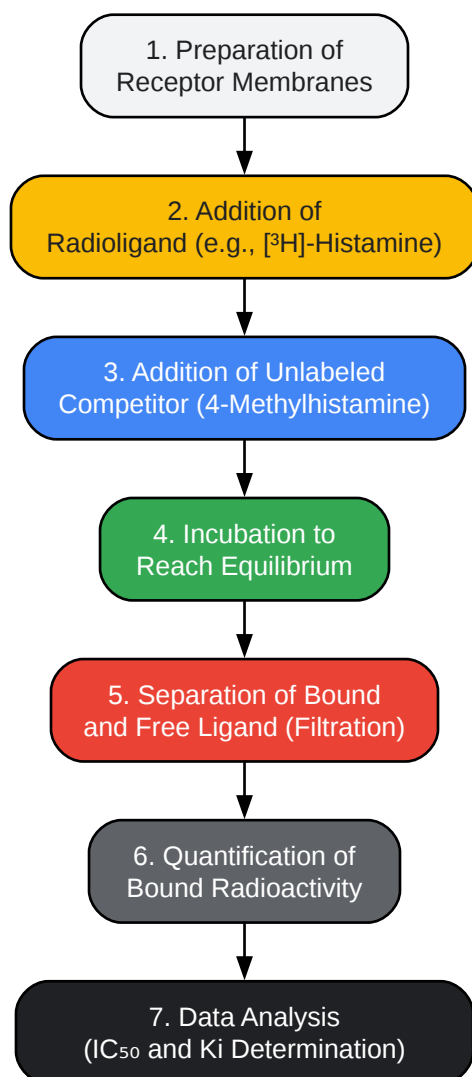 1. Preparation of
Receptor Membranes
2. Addition of
Radioligand (e.g., [³H]-Histamine)
3. Addition of Unlabeled
Competitor (4-Methylhistamine)
4. Incubation to
Reach Equilibrium
5. Separation of Bound
and Free Ligand (Filtration)
6. Quantification of
Bound Radioactivity
7. Data Analysis
(IC₅₀ and Ki Determination)